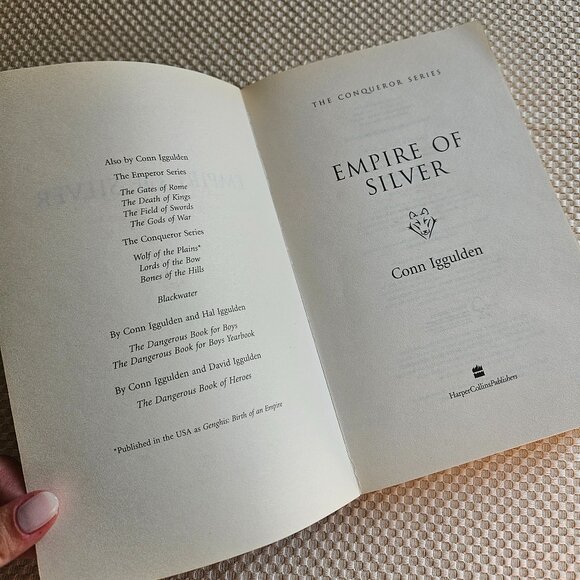 Also by Conn Iggulden
The Emperor Series
The Gates of Rome
The Death of Kings
The Field of Swords
The Gods of War
The Conqueror Series
Wolf of the Plains*
Lords of the Bow
Bones of the Hills
Blackwater
By Conn Iggulden and Hal Iggulden
The Dangerous Book for Boys
The Dangerous Book for Boys Yearbook
By Conn Iggulden and David Iggulden
The Dangerous Book of Heroes
*Published in the USA as Genghis: Birth of an Empire
THE CONQUEROR SERIES
EMPIRE OF
SILVER
Conn Iggulden
HarperCollinsPublishers